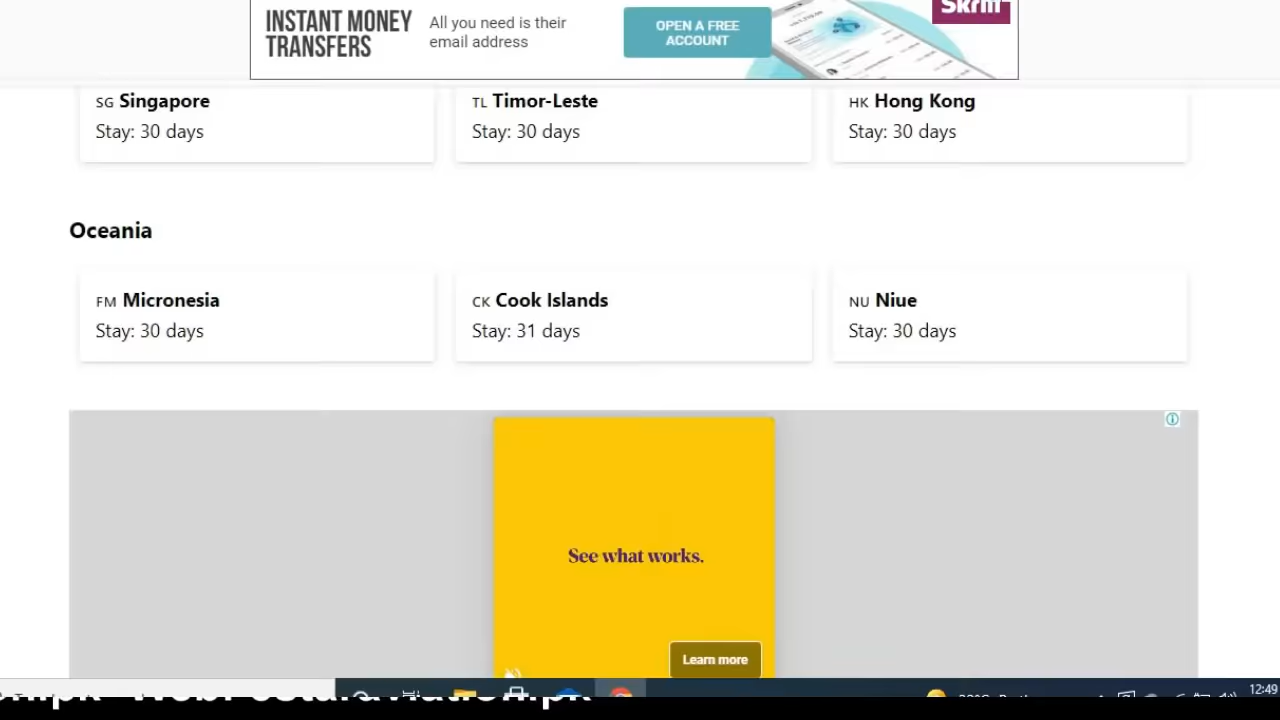 INSTANT MONEY
TRANSFERS
All you need is their
email address
OPEN A FREE
ACCOUNT
Skrill
SG Singapore
Stay: 30 days
TL Timor-Leste
Stay: 30 days
HK Hong Kong
Stay: 30 days
Oceania
FM Micronesia
Stay: 30 days
CK Cook Islands
Stay: 31 days
NU Niue
Stay: 30 days
See what works.
Learn more
12:49